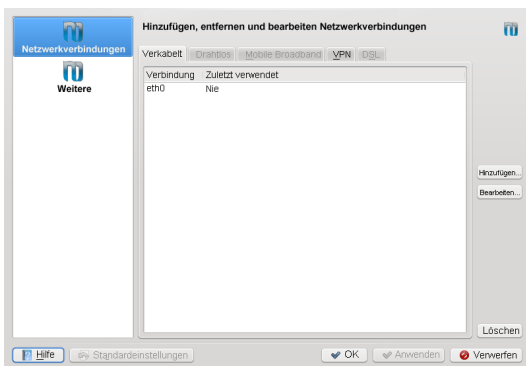 Netzwerkverbindungen
Weitere
Hinzufügen, entfernen und bearbeiten Netzwerkverbindungen
Verkabelt Drahtlos Mobile Broadband VPN DSL
Verbindung Zuletzt verwendet
eth0 Nie
Hinzufügen...
Bearbeiten...
Löschen
Hilfe Standardeinstellungen OK Anwenden Verwerfen